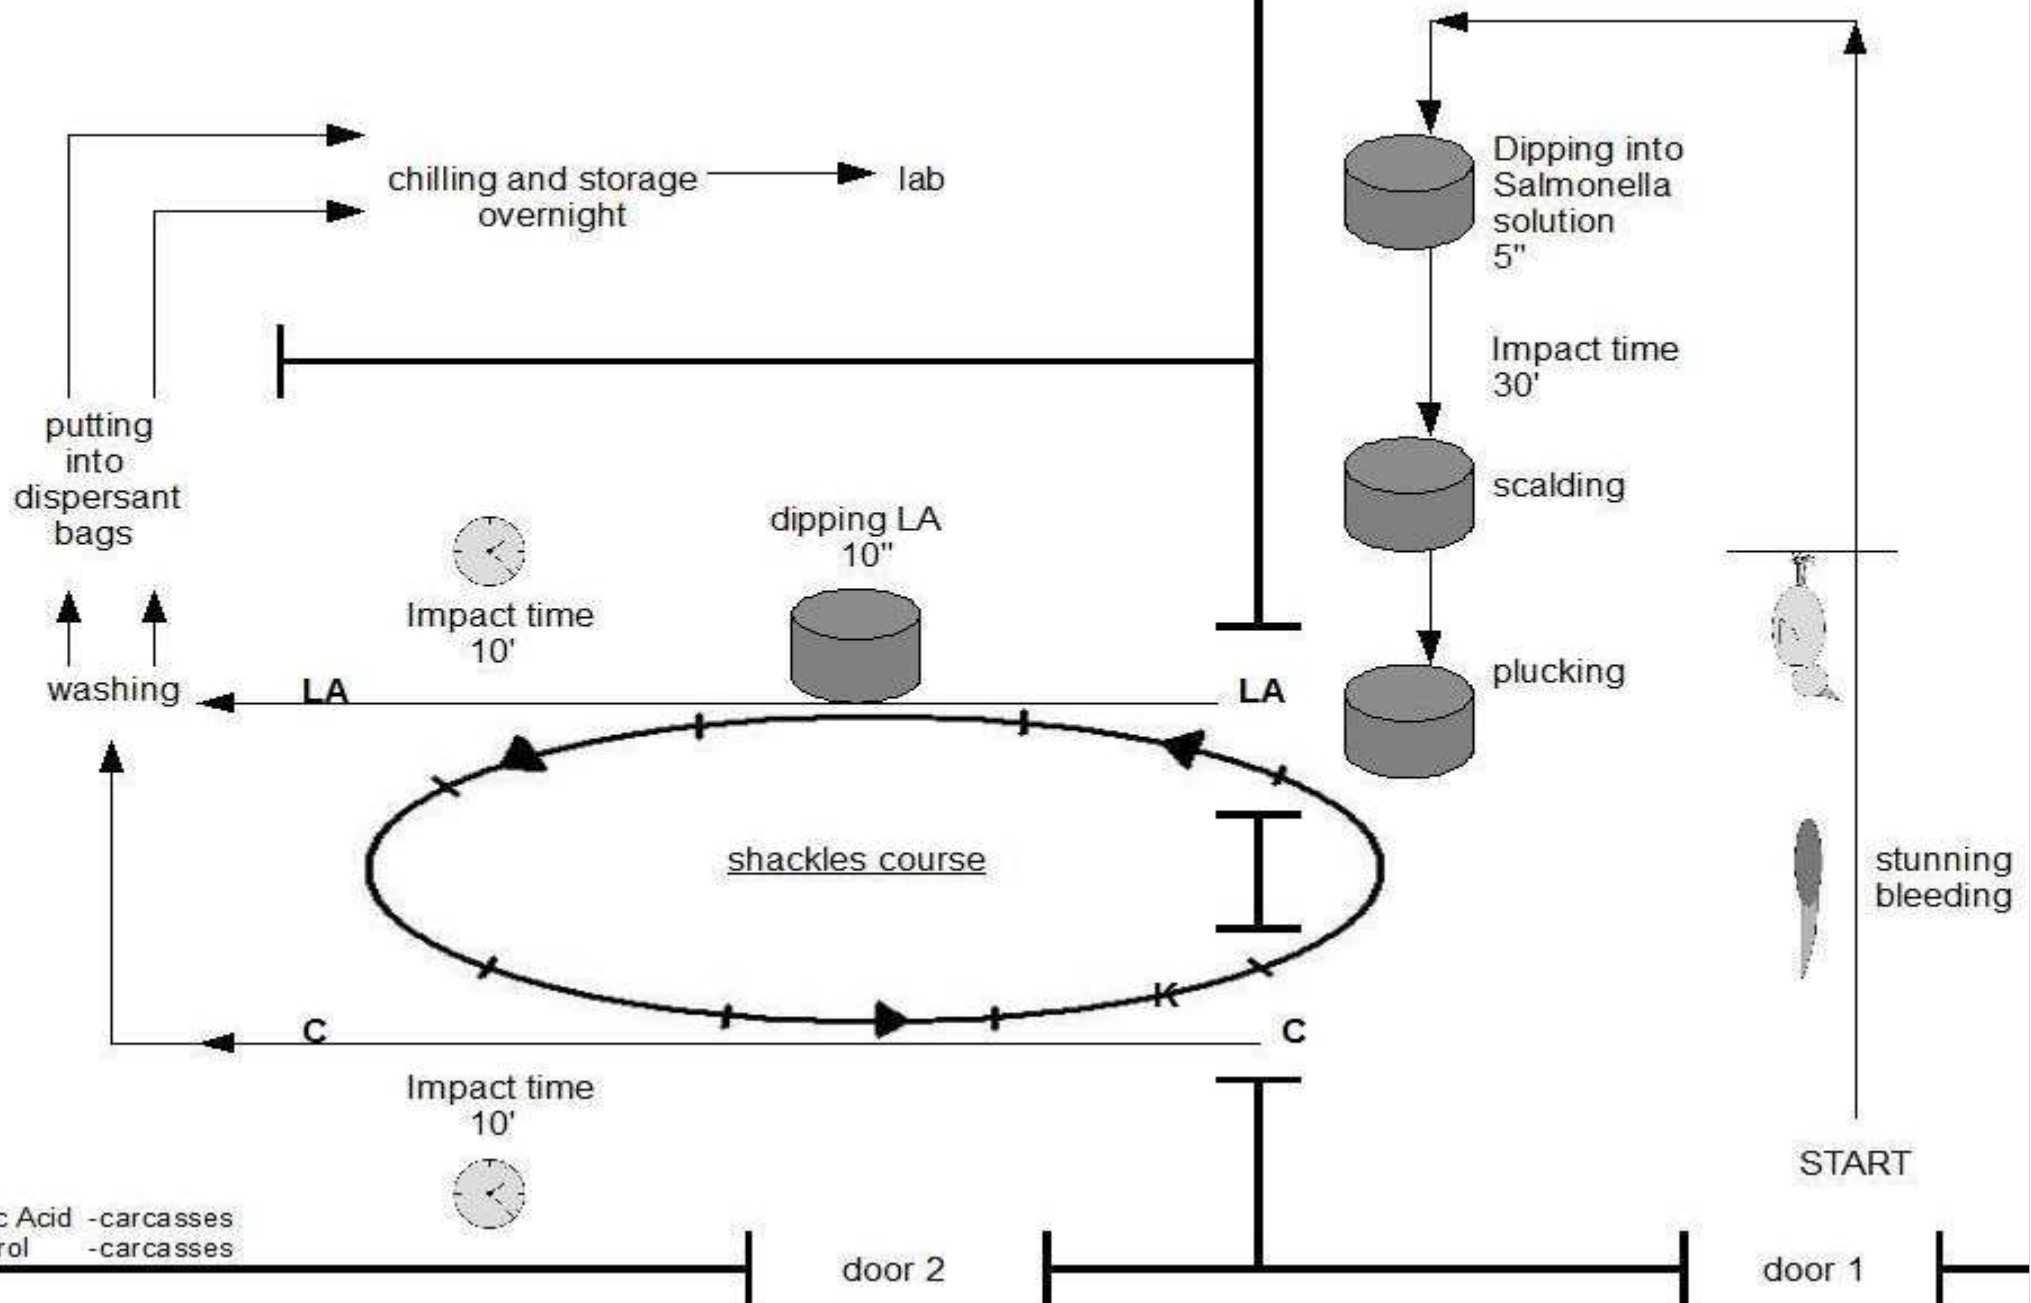 Dipping into
Salmonella
solution
5"
chilling and storage
overnight
lab
Impact time
30'
putting
into
dispersant
bags
scalding
dipping LA
10"
Impact time
10'
plucking
washing
LA
LA
shackles course
stunning
bleeding
K
C
C
Impact time
10'
START
c Acid -carcasses
rol -carcasses
door 2
door 1